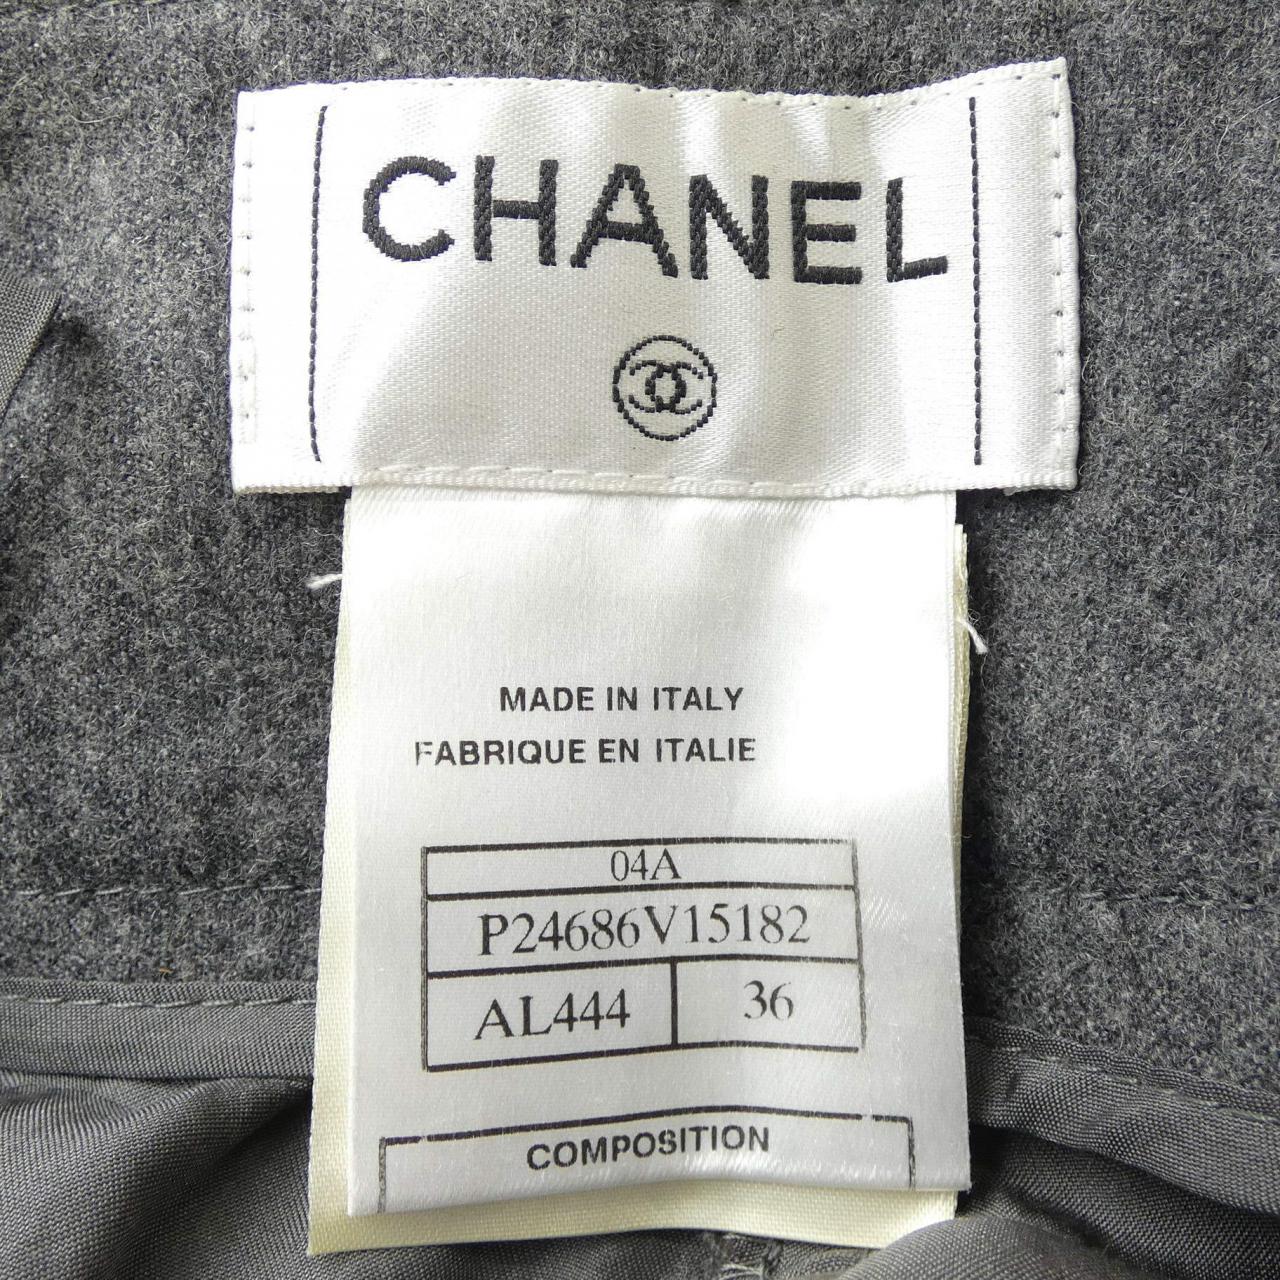 CHANEL
MADE IN ITALY
FABRIQUE EN ITALIE
04A
P24686V15182
AL444 36
COMPOSITION